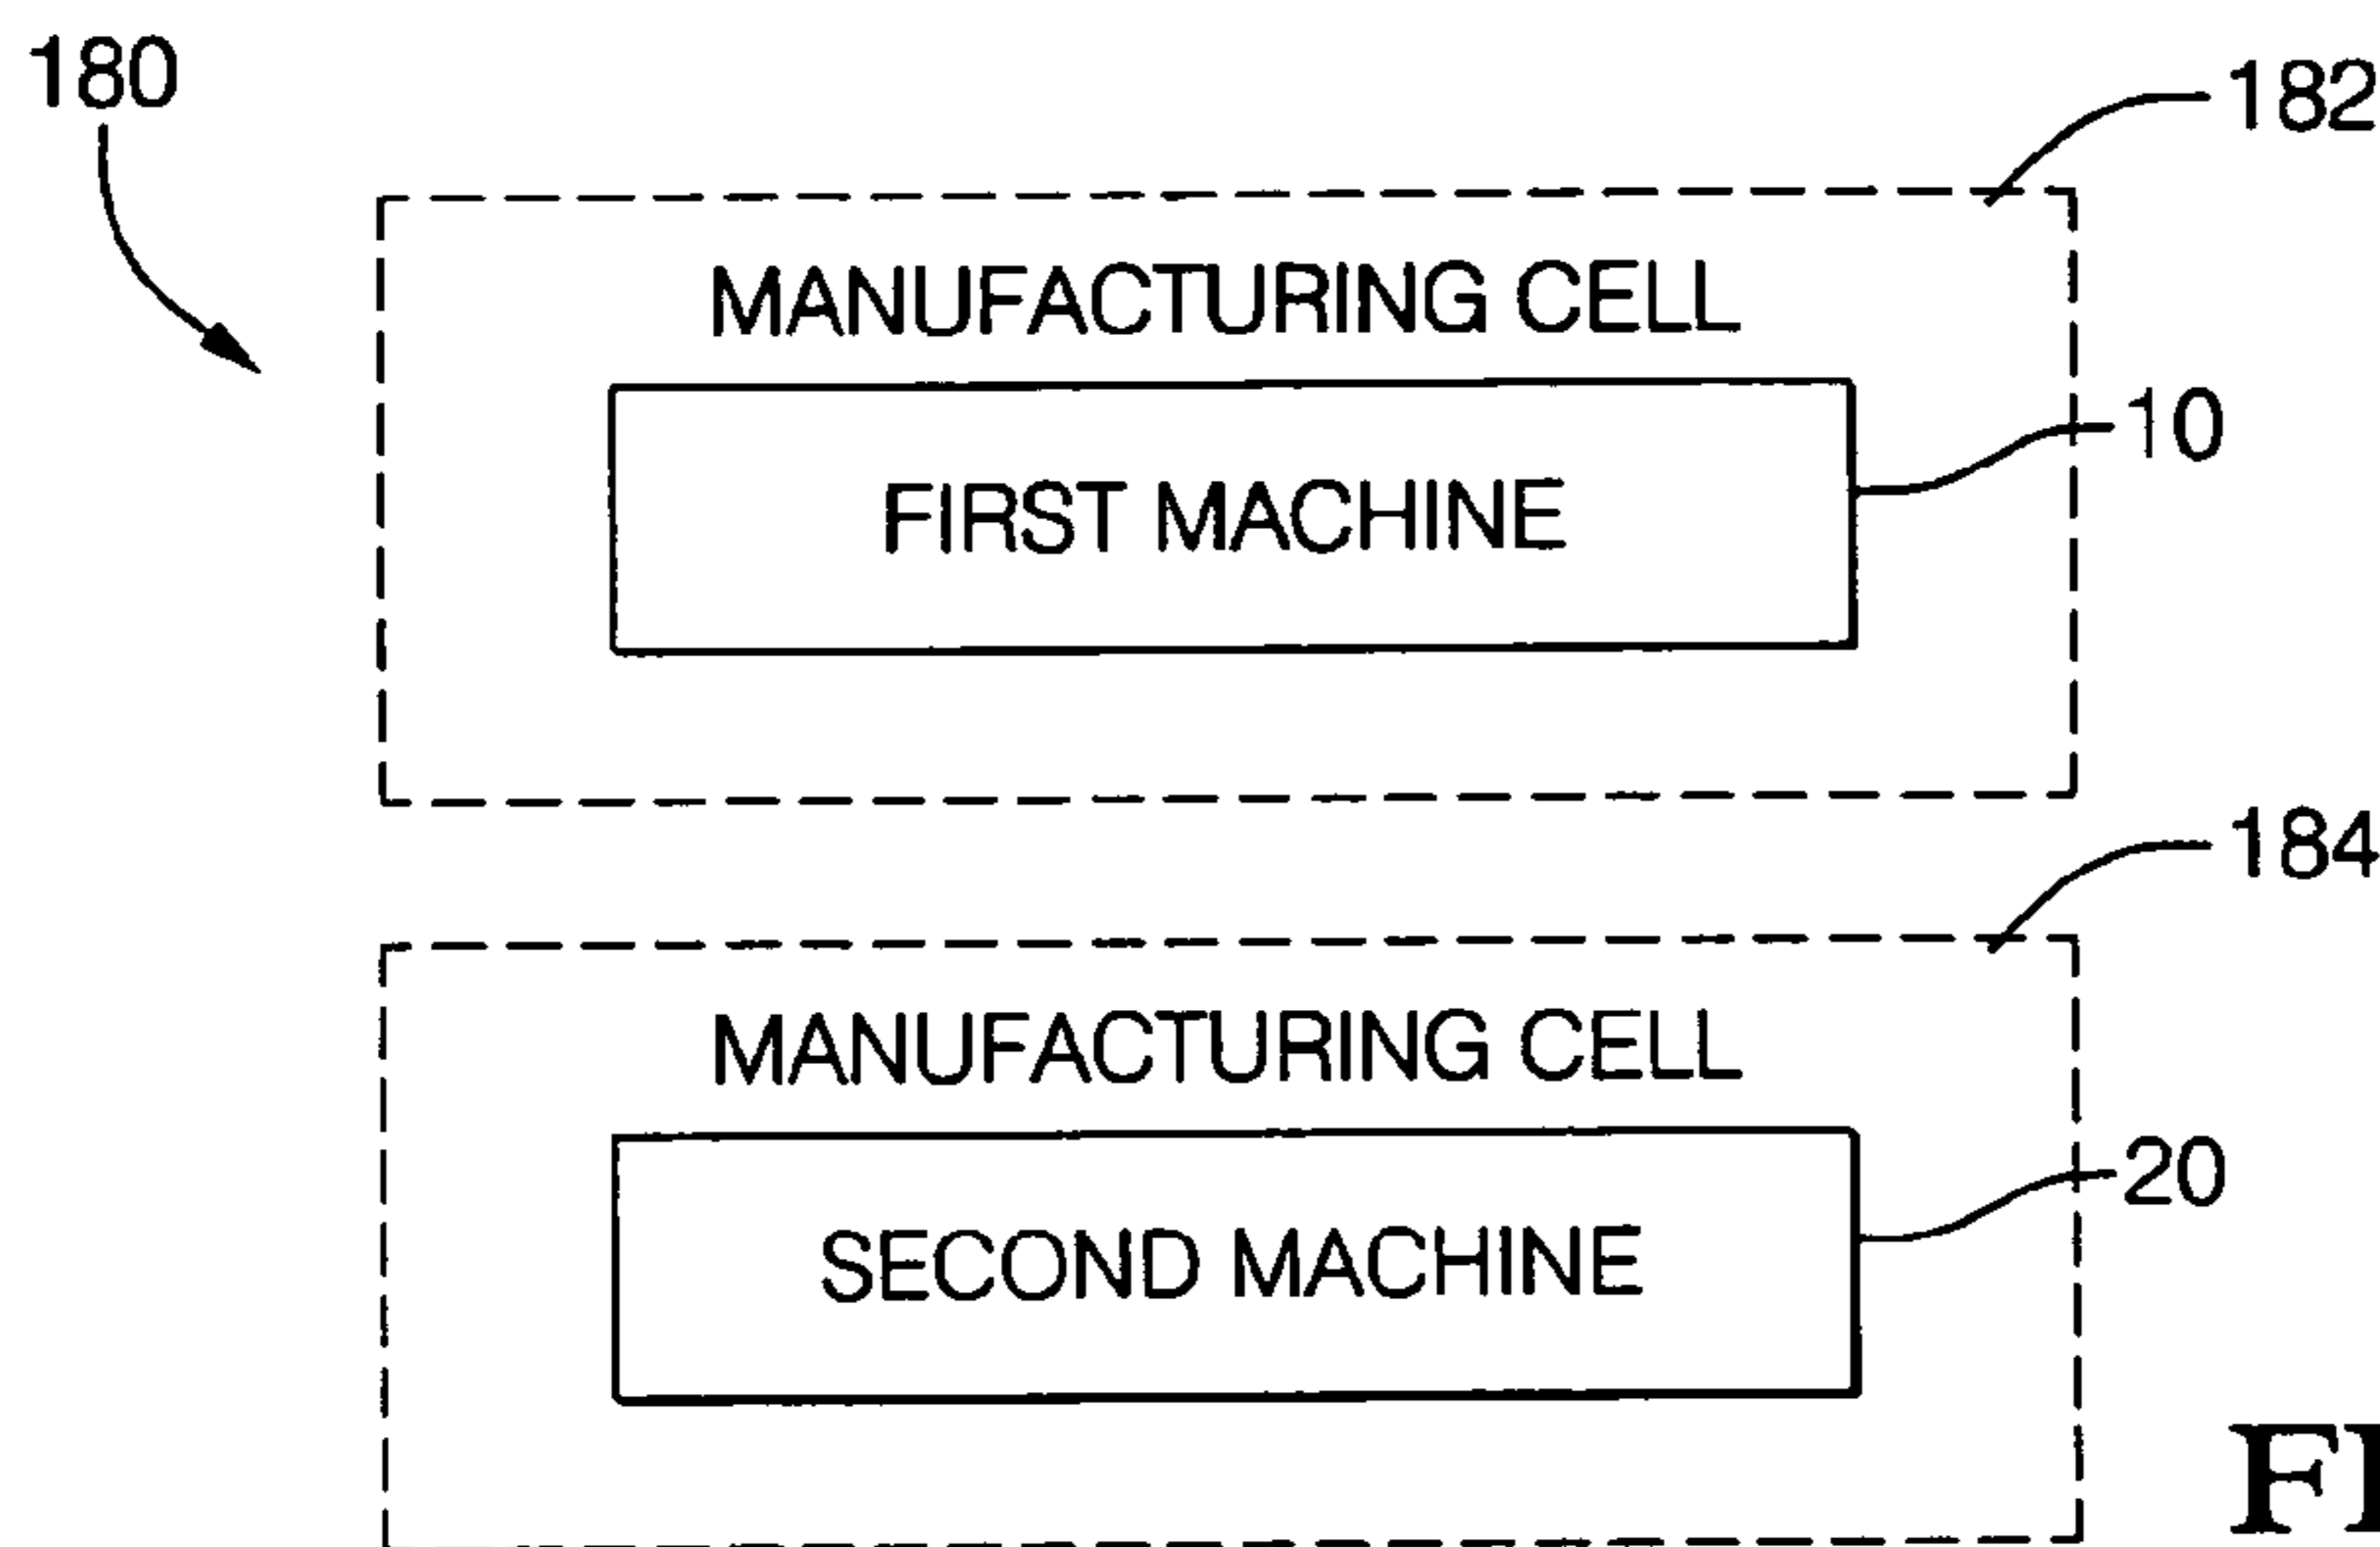 180
182
MANUFACTURING CELL
10
FIRST MACHINE
184
MANUFACTURING CELL
20
SECOND MACHINE